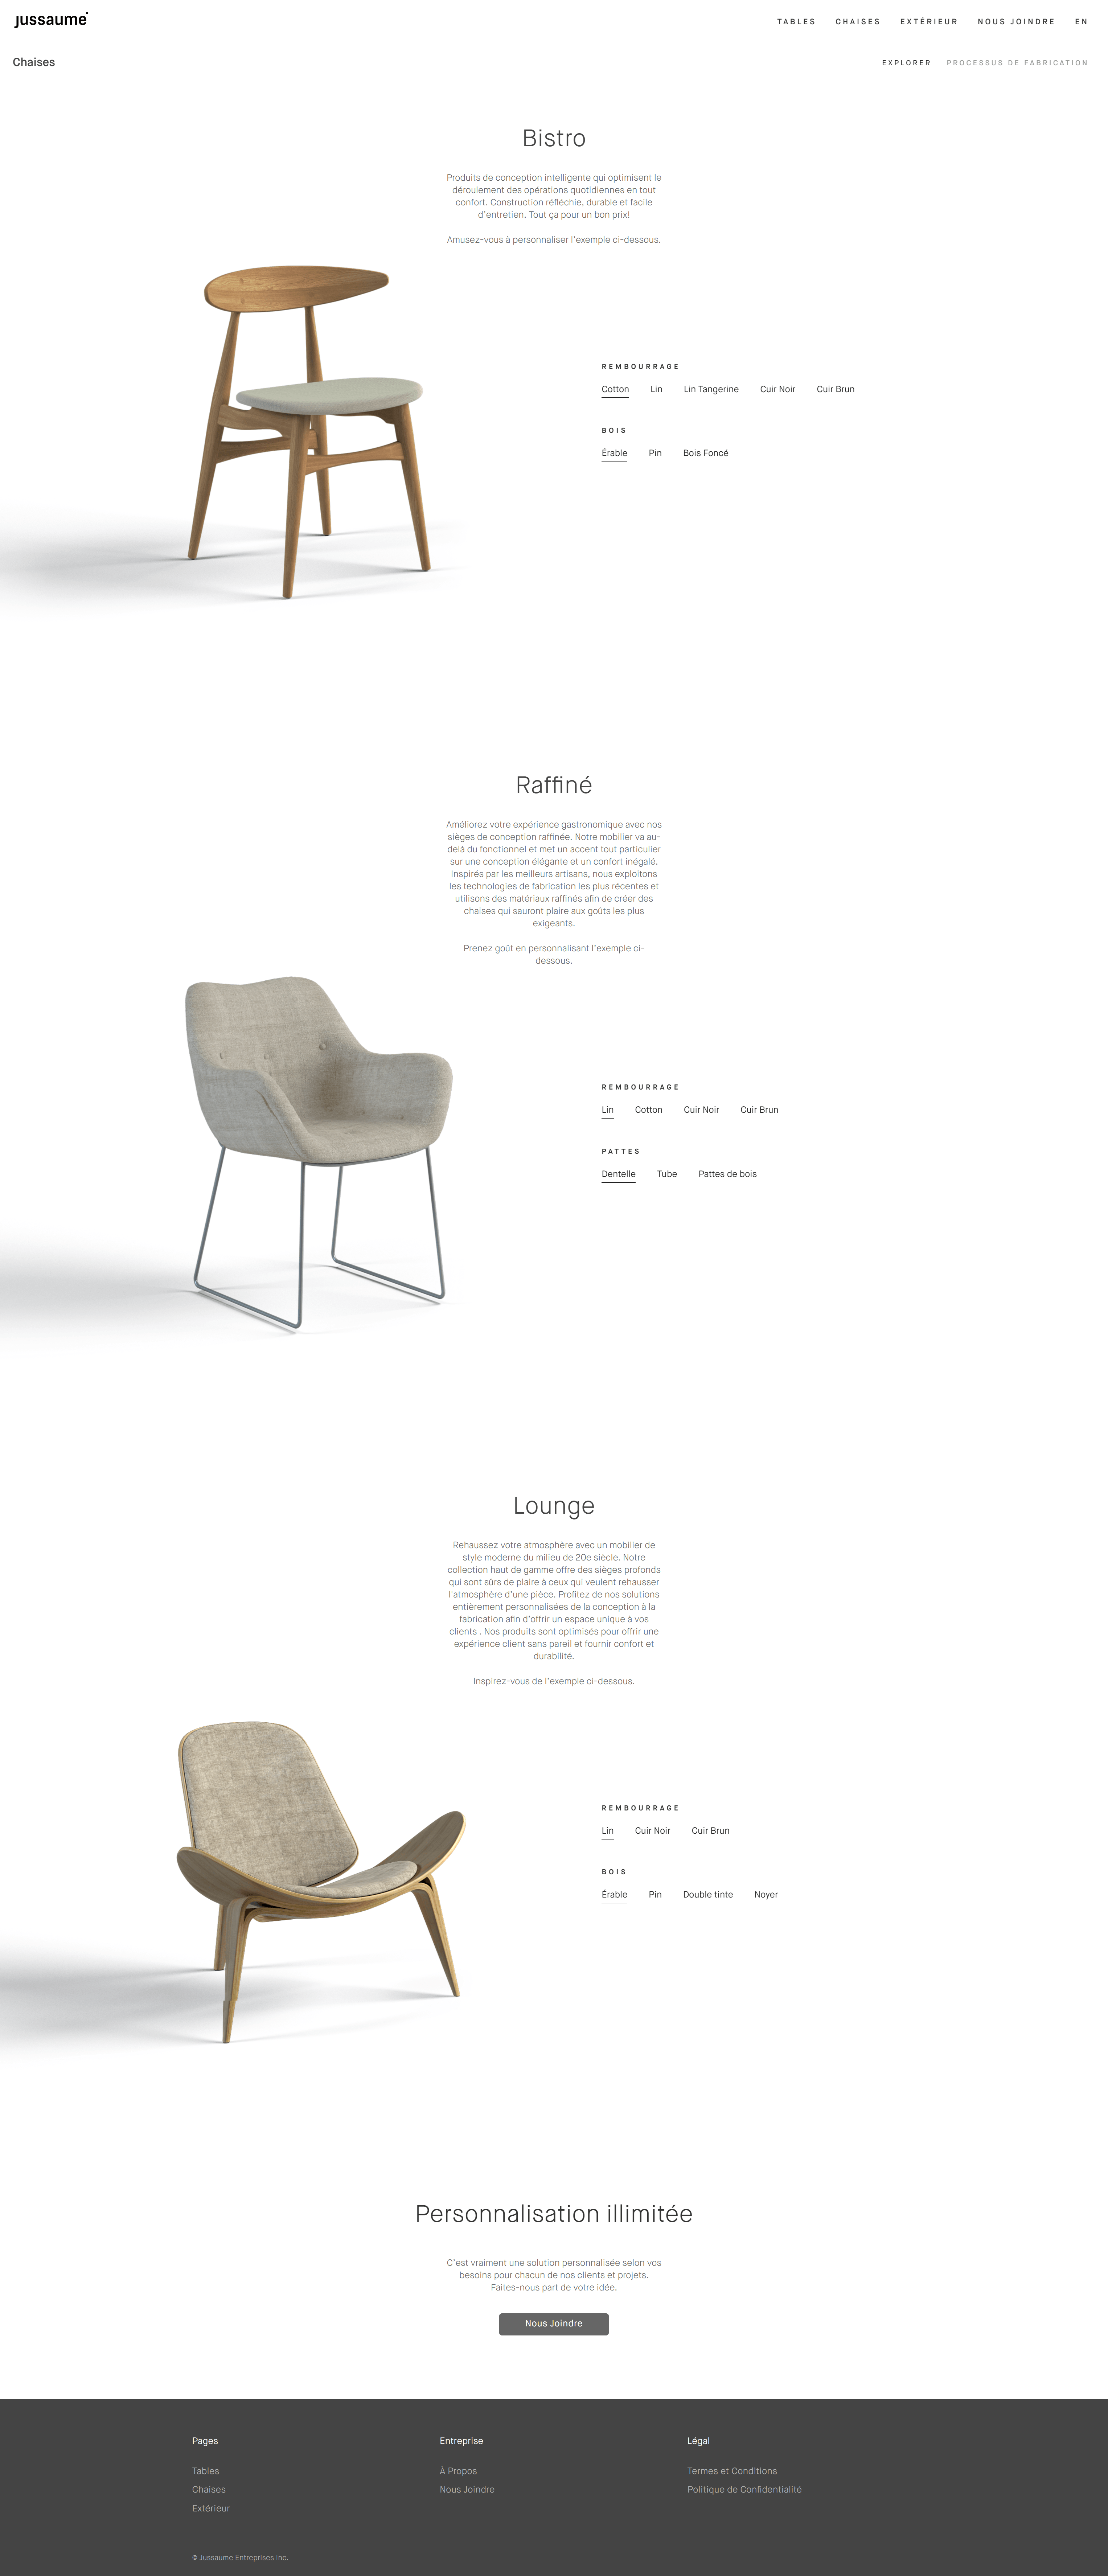 jussaume
TABLES CHAISES EXTÉRIEUR NOUS JOINDRE EN
Chaises
EXPLORER PROCESSUS DE FABRICATION
Bistro
Produits de conception intelligente qui optimisent le
déroulement des opérations quotidiennes en tout
confort. Construction réfléchie, durable et facile
d'entretien. Tout ça pour un bon prix!
Amusez-vous à personnaliser l'exemple ci-dessous.
REMBOURRAGE
Cotton Lin Lin Tangerine Cuir Noir Cuir Brun
BOIS
Érable Pin Bois Foncé
Raffiné
Améliorez votre expérience gastronomique avec nos
sièges de conception raffinée. Notre mobilier va au-
delà du fonctionnel et met un accent tout particulier
sur une conception élégante et un confort inégalé.
Inspirés par les meilleurs artisans, nous exploitons
les technologies de fabrication les plus récentes et
utilisons des matériaux raffinés afin de créer des
chaises qui sauront plaire aux goûts les plus
exigeants.
Prenez goût en personnalisant l'exemple ci-
dessous.
REMBOURRAGE
Lin Cotton Cuir Noir Cuir Brun
PATTES
Dentelle Tube Pattes de bois
Lounge
Rehaussez votre atmosphère avec un mobilier de
style moderne du milieu de 20e siècle. Notre
collection haut de gamme offre des sièges profonds
qui sont sûrs de plaire à ceux qui veulent rehausser
l'atmosphère d'une pièce. Profitez de nos solutions
entièrement personnalisées de la conception à la
fabrication afin d'offrir un espace unique à vos
clients . Nos produits sont optimisés pour offrir une
expérience client sans pareil et fournir confort et
durabilité.
Inspirez-vous de l'exemple ci-dessous.
REMBOURRAGE
Lin Cuir Noir Cuir Brun
BOIS
Érable Pin Double tinte Noyer
Personnalisation illimitée
C'est vraiment une solution personnalisée selon vos
besoins pour chacun de nos clients et projets.
Faites-nous part de votre idée.
Nous Joindre
Pages Entreprise Légal
Tables À Propos Termes et Conditions
Chaises Nous Joindre Politique de Confidentialité
Extérieur
© Jussaume Entreprises Inc.